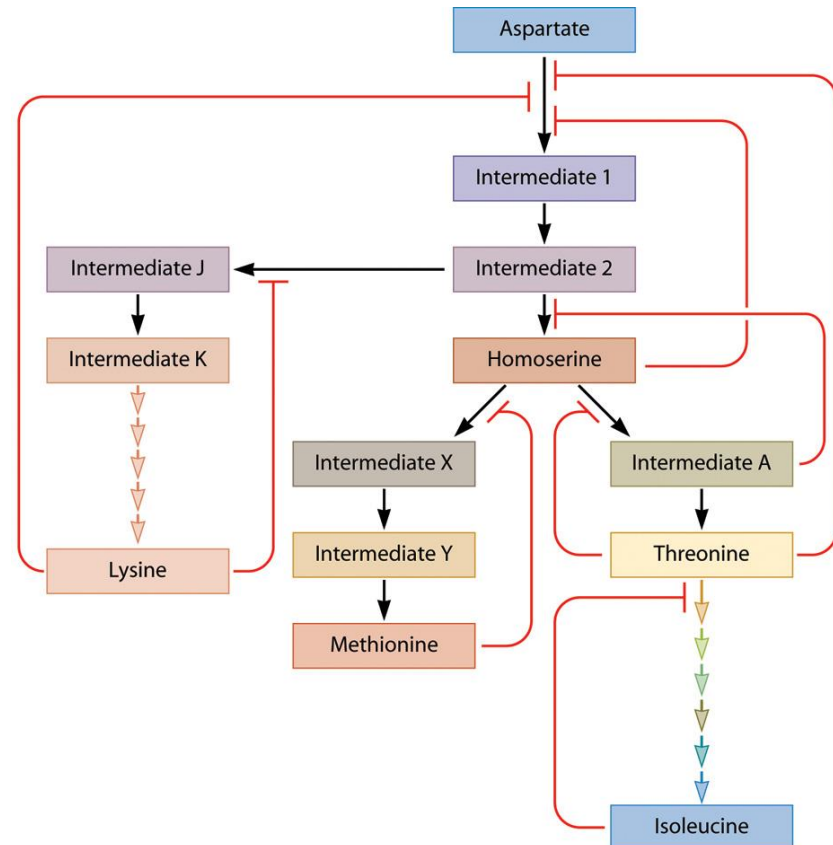 Aspartate
Intermediate 1
Intermediate J
Intermediate 2
Intermediate K
Homoserine
Intermediate X
Intermediate A
Lysine
Intermediate Y
Threonine
Methionine
Isoleucine